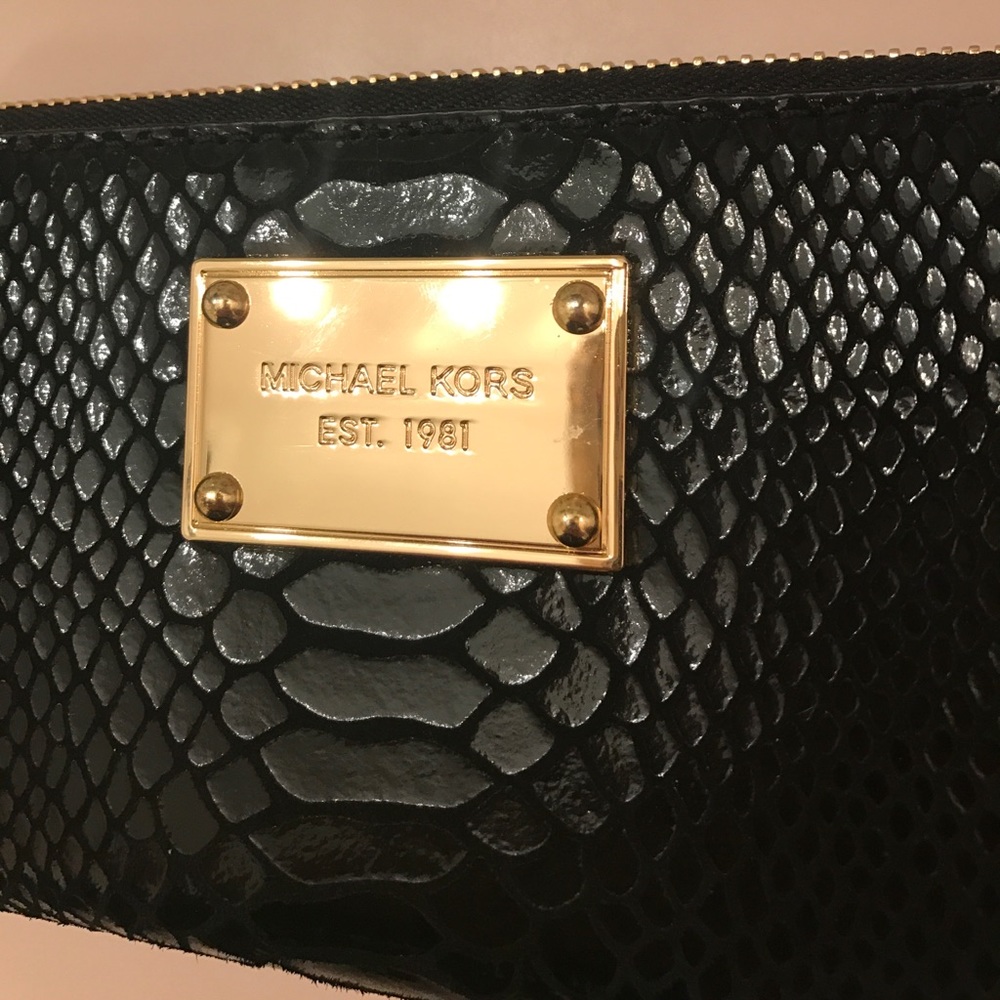 MICHAEL KORS
EST. 1981